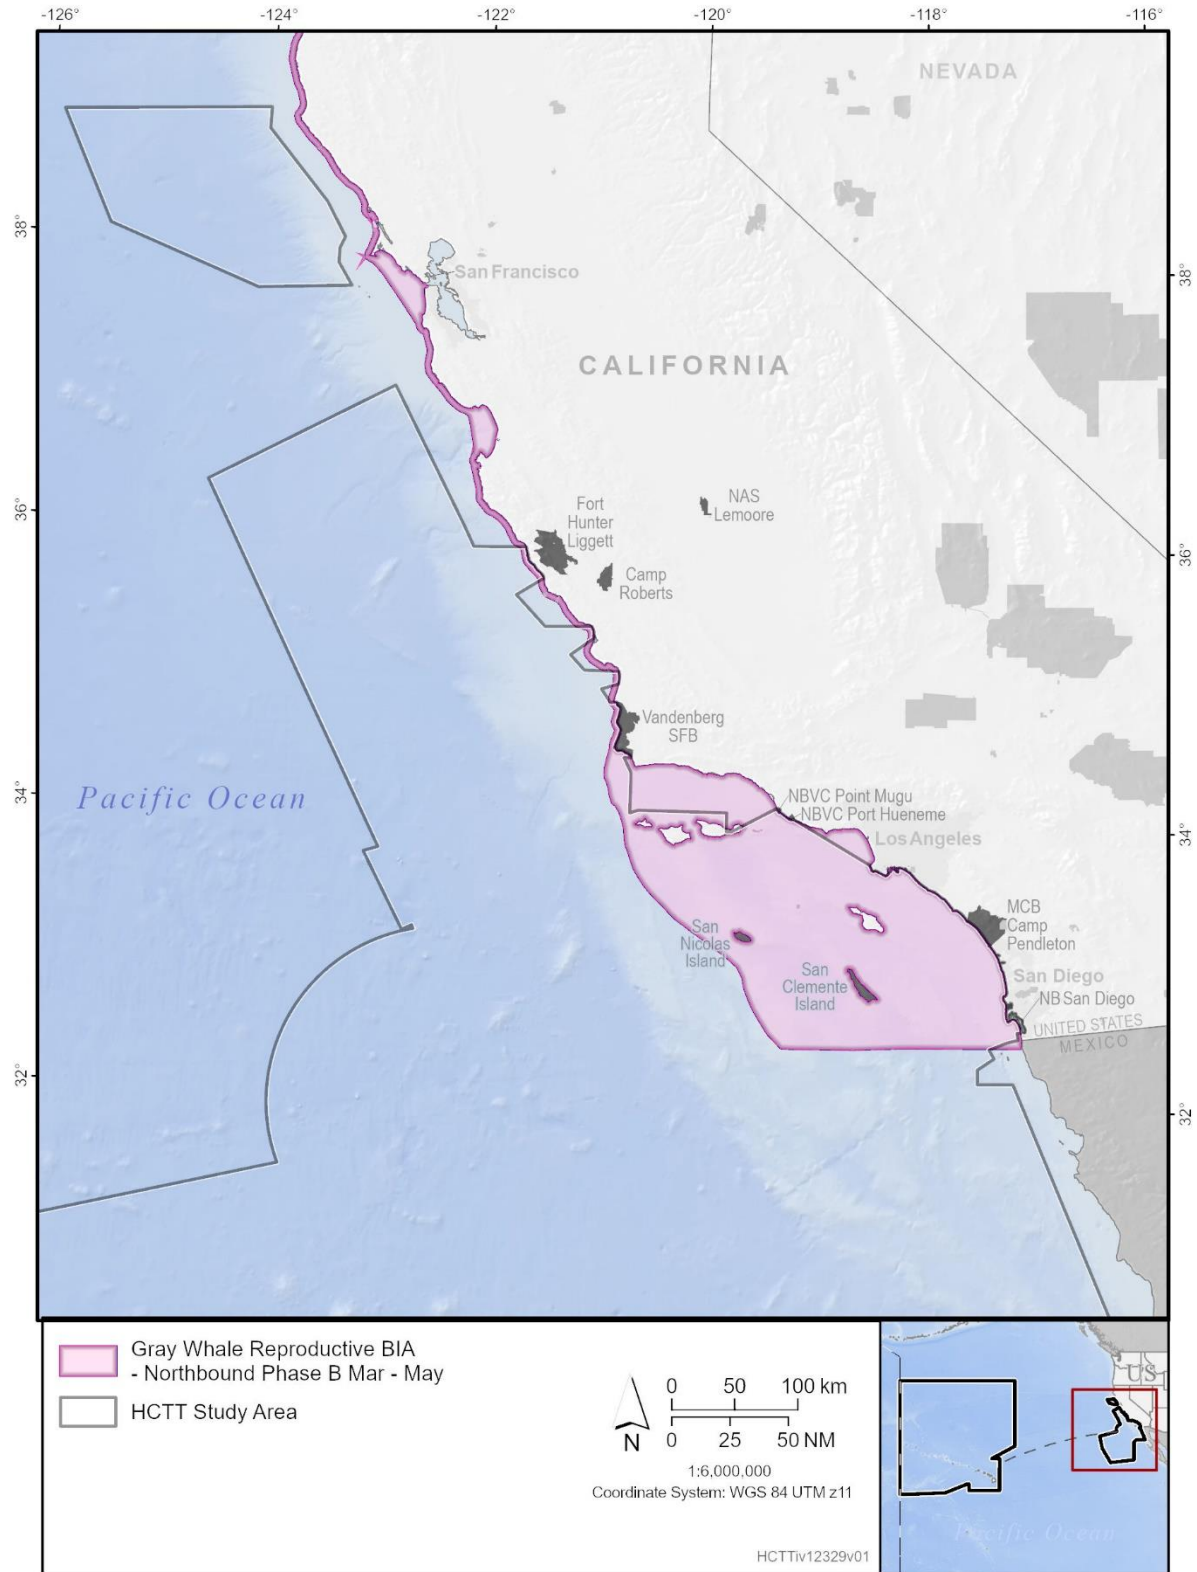 -126°
-124°
-122°
-120°
-118°
-116°
NEVADA
38°
38°
San Francisco
CALIFORNIA
36°
36°
Fort
Hunter
Liggett
NAS
Lemoore
Camp
Roberts
Vandenberg
SFB
34°
34°
Pacific Ocean
NBVC Point Mugu
NBVC Port Hueneme
Los Angeles
San
Nicolas
Island
San
Clemente
Island
MCB
Camp
Pendleton
San Diego
NB San Diego
UNITED STATES
MEXICO
32°
32°
Gray Whale Reproductive BIA
- Northbound Phase B Mar - May
HCTT Study Area
N
0 50 100 km
0 25 50 NM
1:6,000,000
Coordinate System: WGS 84 UTM z11
HCTTiv12329v01
US
Pacific Ocean